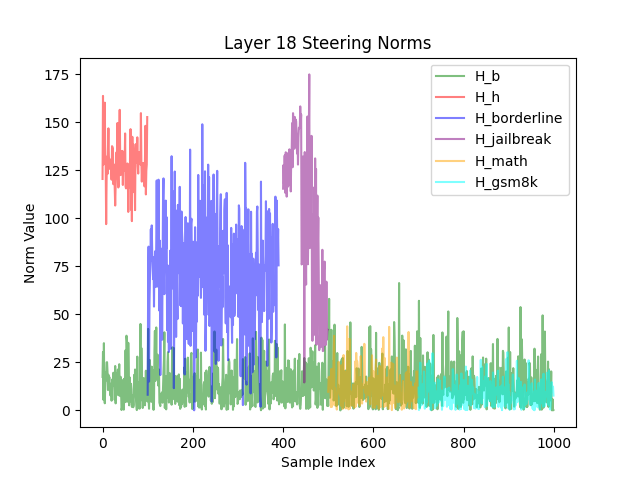 Layer 18 Steering Norms
Norm Value
175
150
125
100
75
50
25
0
0
200
400
600
800
1000
Sample Index
H_b
H_h
H_borderline
H_jailbreak
H_math
H_gsm8k